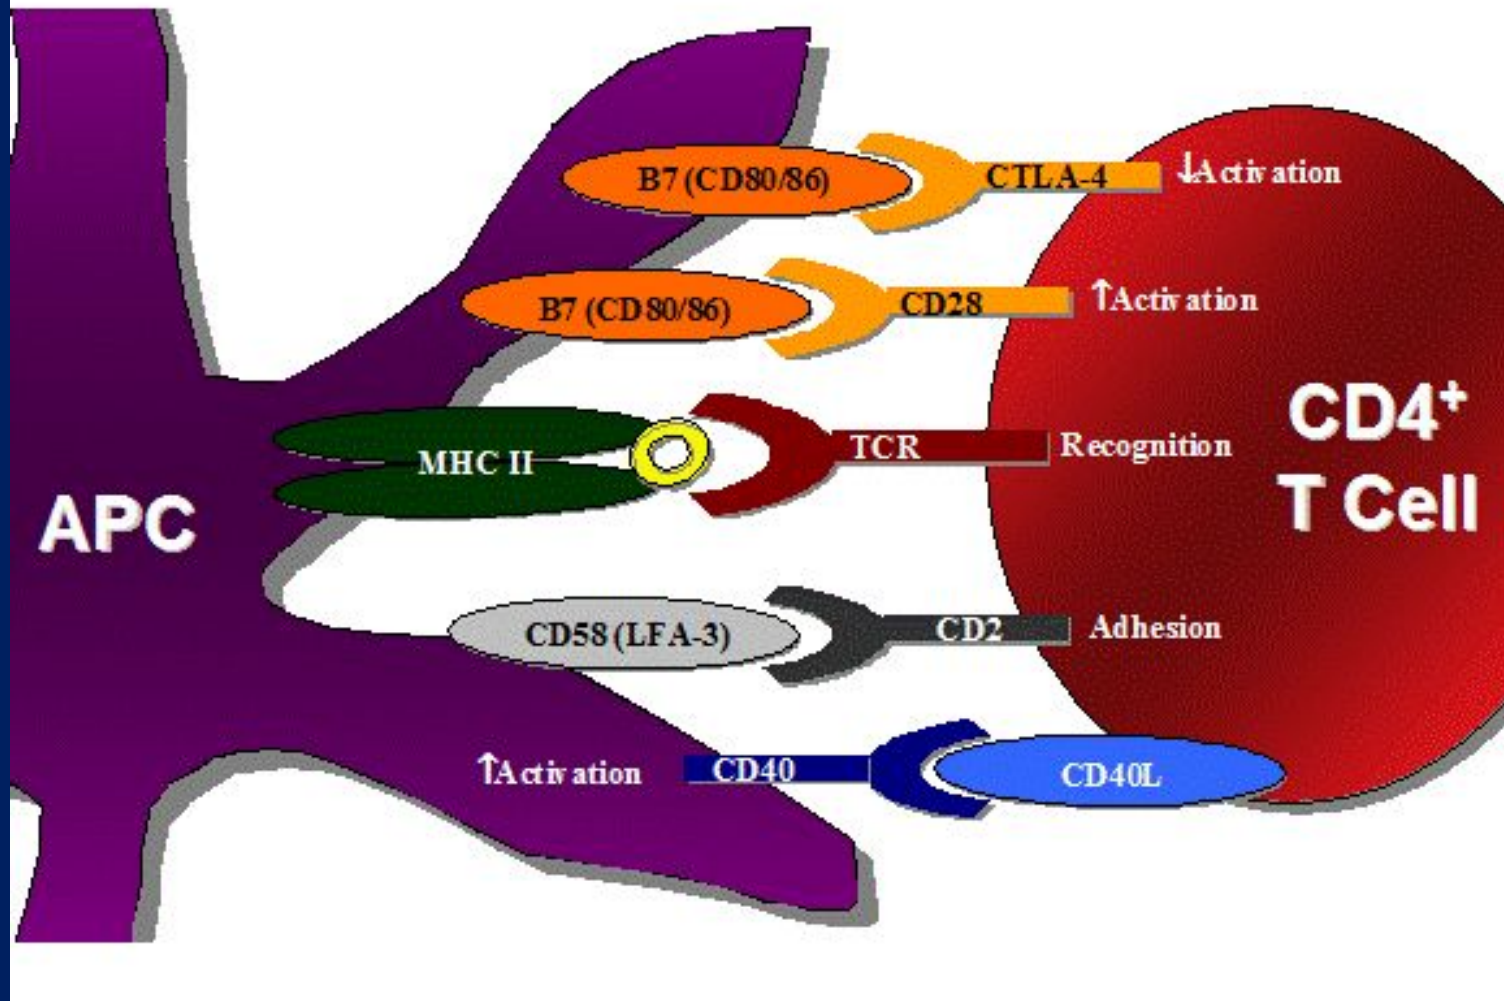 B7 (CD80/86) CTLA-4 ↓Activation
B7 (CD80/86) CD28 ↑Activation
CD4+
T Cell
MHC II TCR Recognition
APC
CD58 (LFA-3) CD2 Adhesion
↑Activation CD40 CD40L